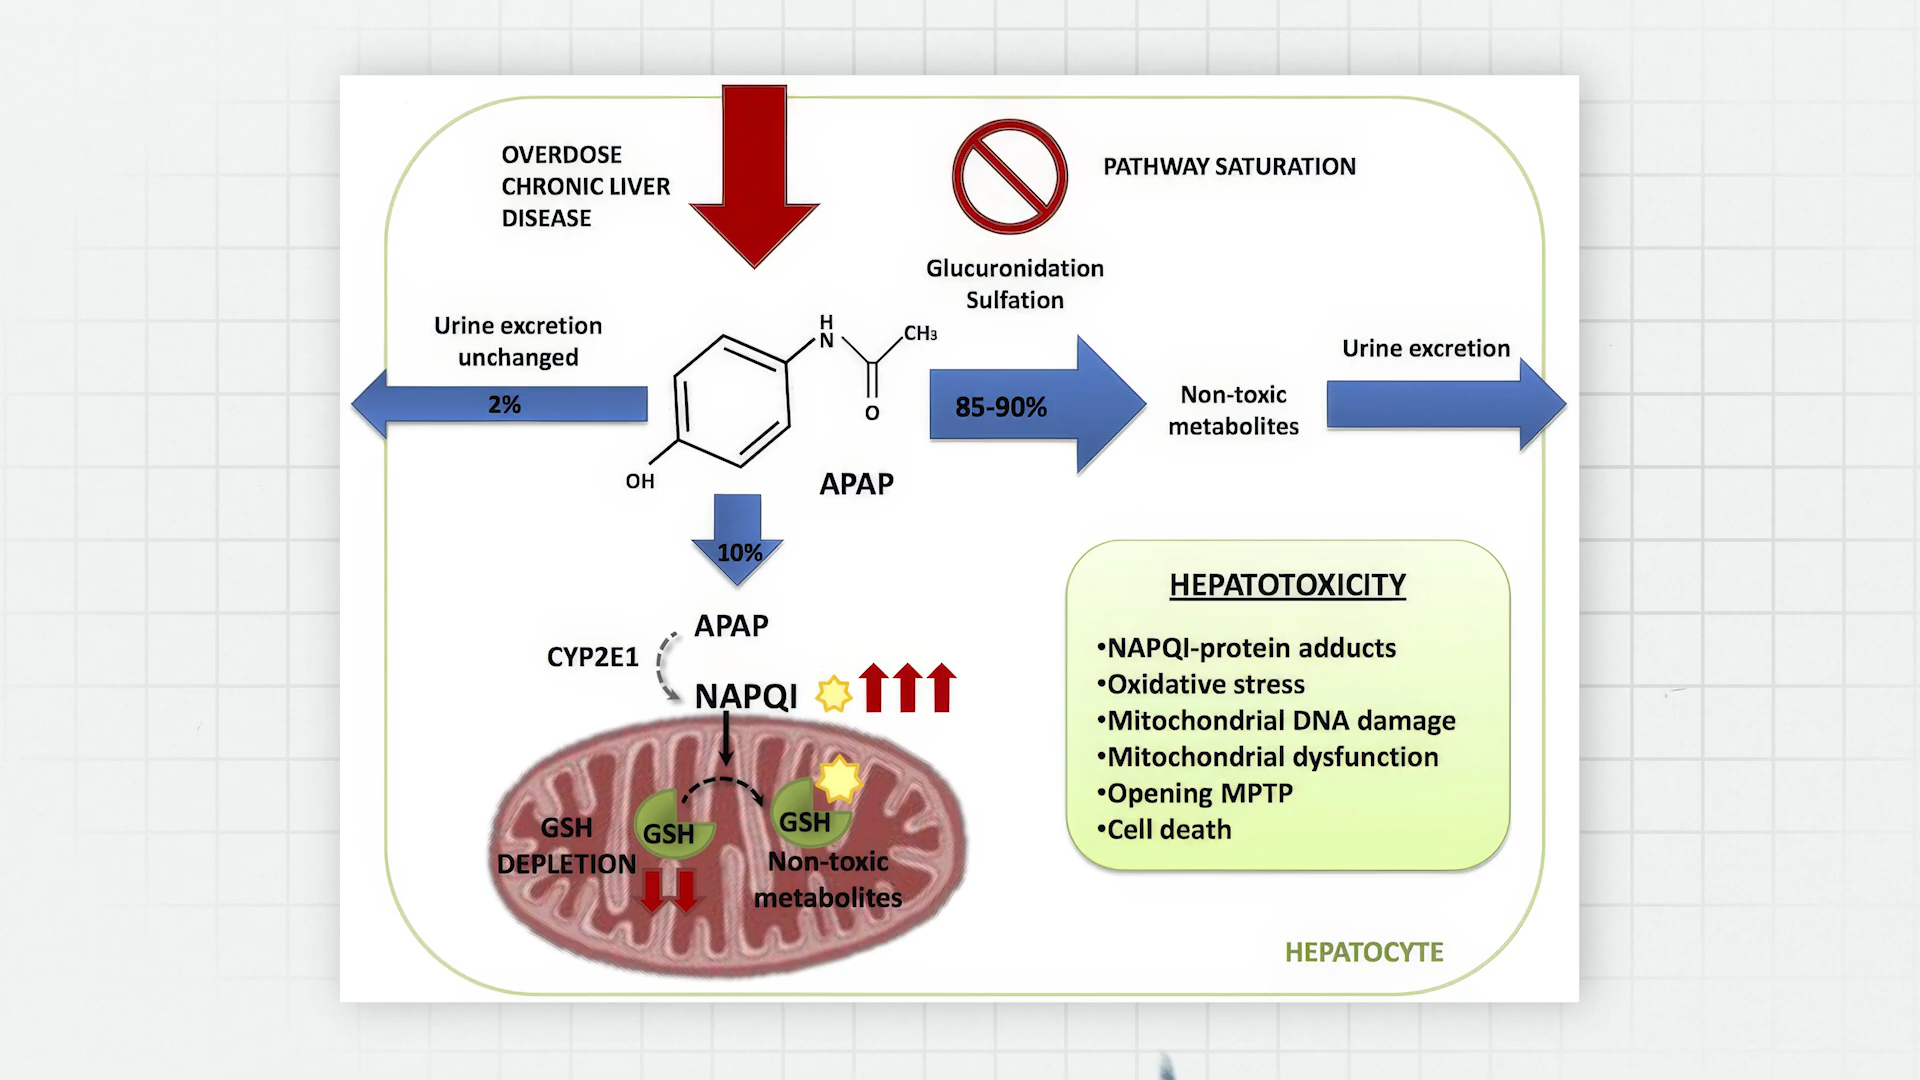 OVERDOSE
CHRONIC LIVER
DISEASE
PATHWAY SATURATION
Glucuronidation
Sulfation
Urine excretion
unchanged
2%
H
N
CH3
O
OH
APAP
85-90%
Non-toxic
metabolites
Urine excretion
10%
APAP
CYP2E1
NAPQI
GSH
DEPLETION
GSH
GSH
Non-toxic
metabolites
HEPATOTOXICITY
•NAPQI-protein adducts
•Oxidative stress
•Mitochondrial DNA damage
•Mitochondrial dysfunction
•Opening MPTP
•Cell death
HEPATOCYTE